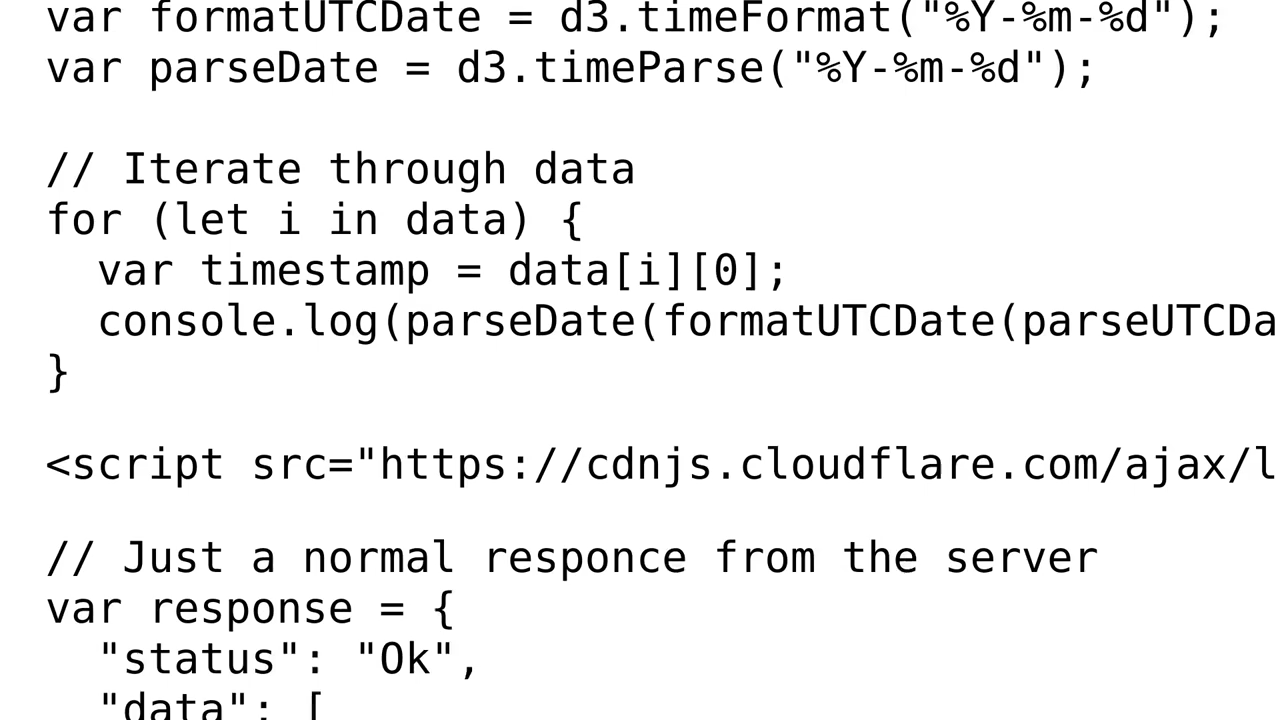 var formatUTCDate = d3.timeFormat("%Y-%m-%d");
var parseDate = d3.timeParse("%Y-%m-%d");
// Iterate through data
for (let i in data) {
  var timestamp = data[i][0];
  console.log(parseDate(formatUTCDate(parseUTCDa
}
<script src="https://cdnjs.cloudflare.com/ajax/l
// Just a normal responce from the server
var response = {
  "status": "Ok",
  "data": [